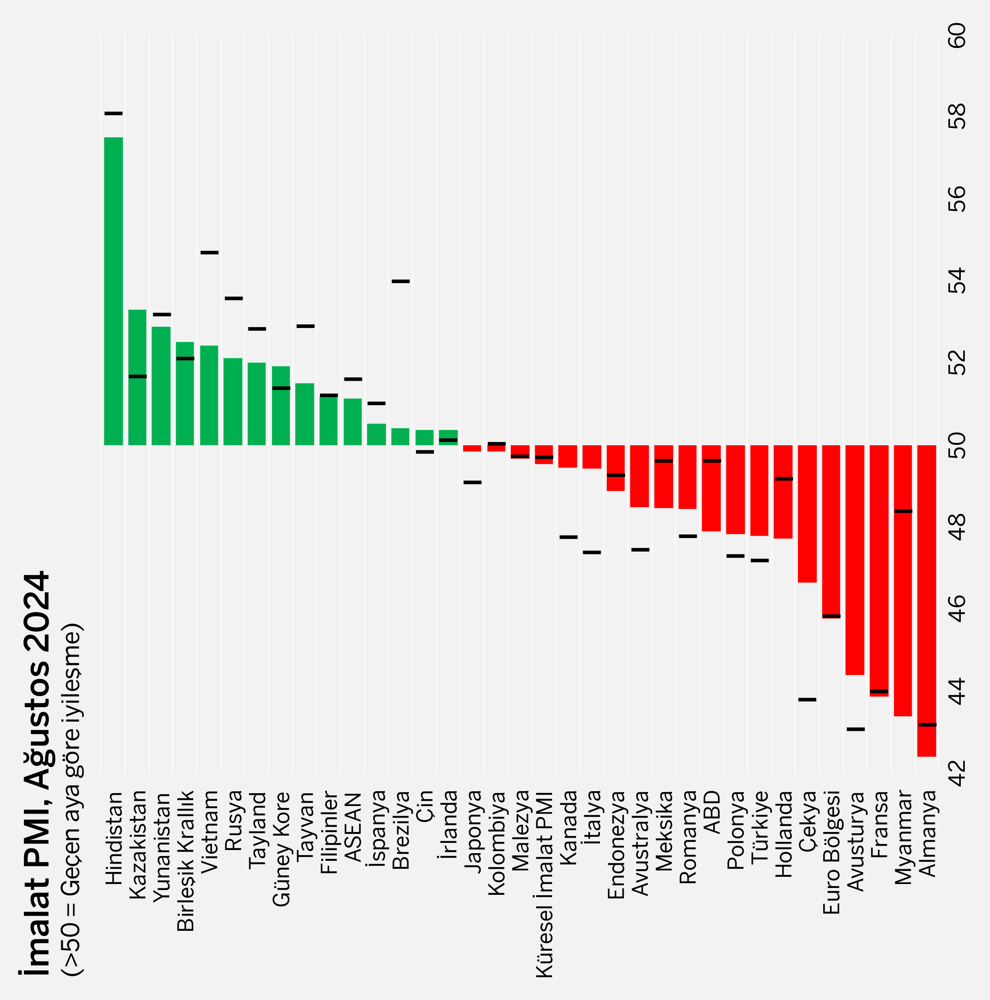 İmalat PMI, Ağustos 2024
(>50 = Geçen aya göre iyileşme)
Hindistan
Kazakistan
Yunanistan
Birleşik Krallık
Vietnam
Rusya
Tayland
Güney Kore
Tayvan
Filipinler
ASEAN
İspanya
Brezilya
Çin
İrlanda
Japonya
Kolombiya
Malezya
Küresel İmalat PMI
Kanada
İtalya
Endonezya
Avustralya
Meksika
Romanya
ABD
Polonya
Türkiye
Hollanda
Çekya
Euro Bölgesi
Avusturya
Fransa
Myanmar
Almanya
42 44 46 48 50 52 54 56 58 60